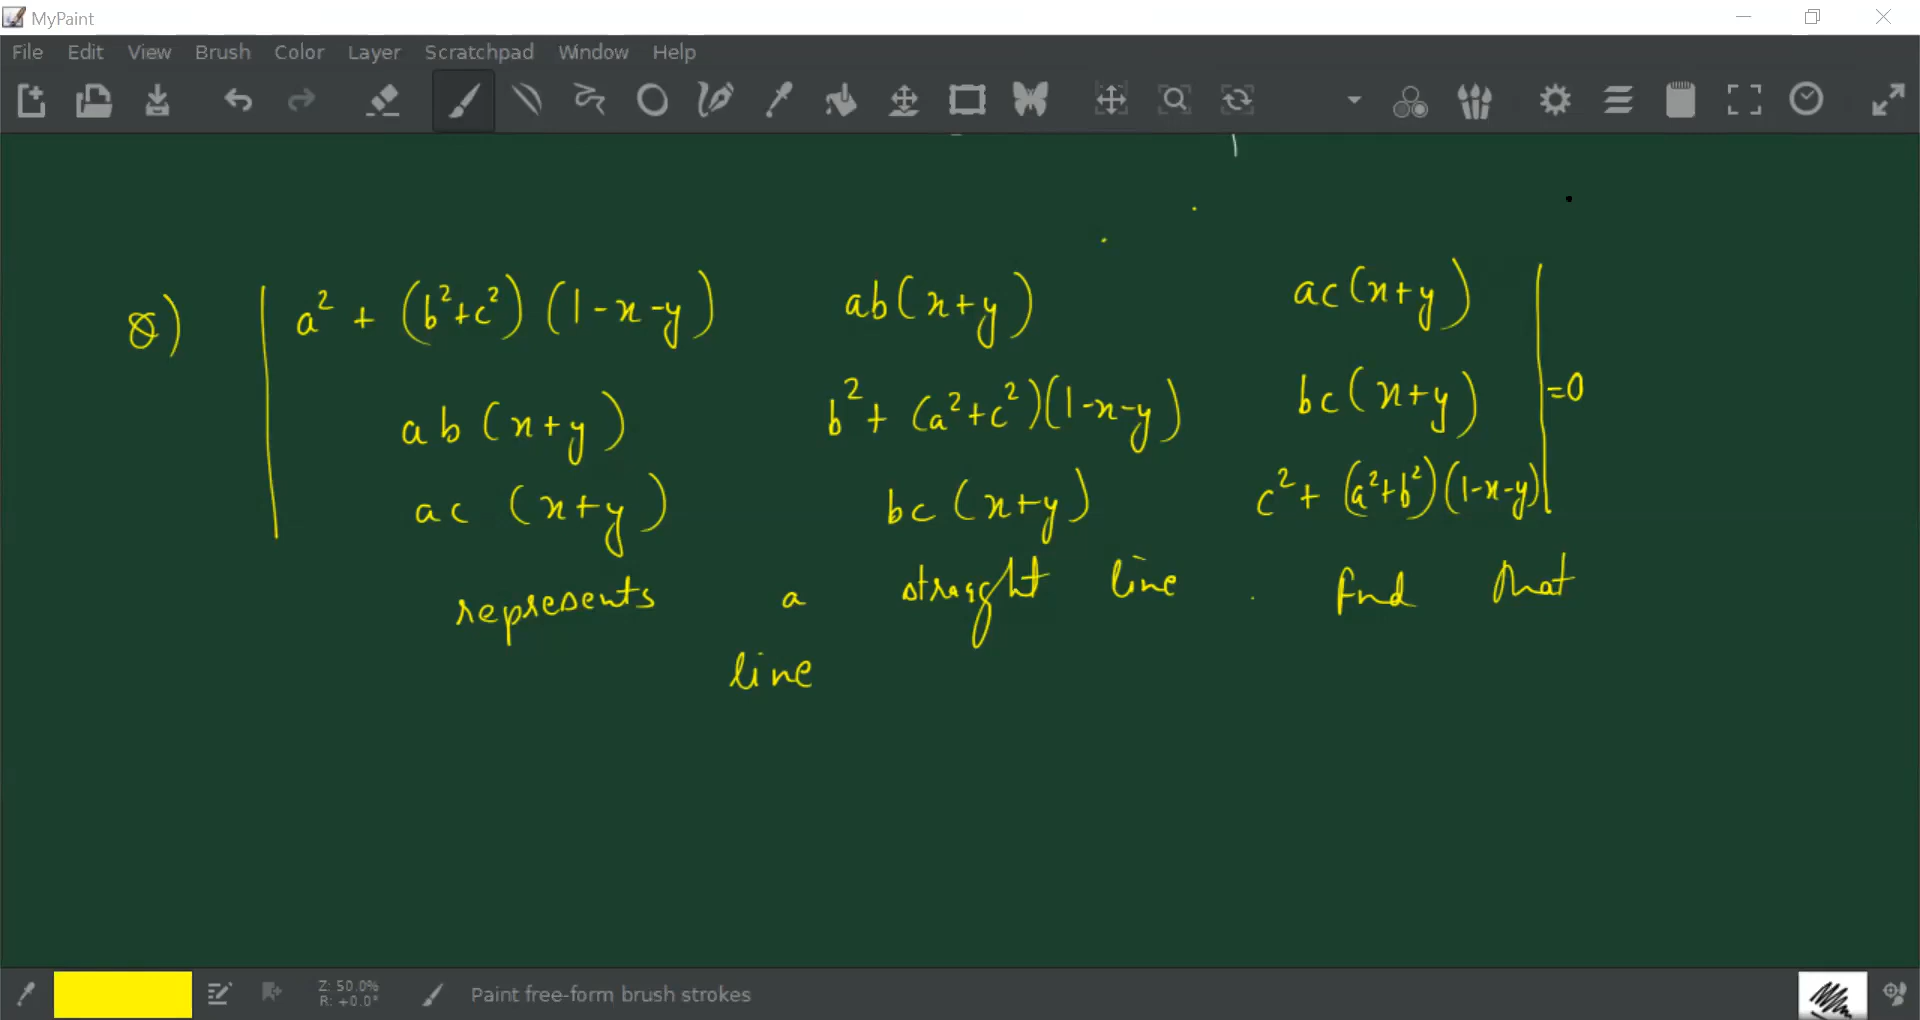 MyPaint
File Edit View Brush Color Layer Scratchpad Window Help
Q) | a² + (b²+c²) (1-x-y) ab(x+y) ac(x+y) |
ab(x+y) b² + (a²+c²)(1-x-y) bc(x+y) =0
ac (x+y) bc(x+y) c² + (a²+b²)(1-x-y)
represents a straight line . Find that
line
Z: 50.0%
R: +0.0°
Paint free-form brush strokes